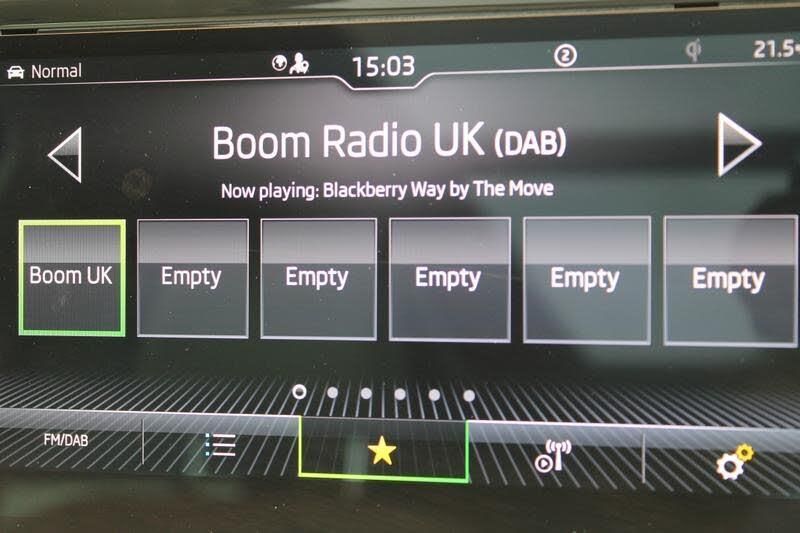 Normal 15:03 2 21.5°
Boom Radio UK (DAB)
Now playing: Blackberry Way by The Move
Boom UK Empty Empty Empty Empty Empty
FM/DAB